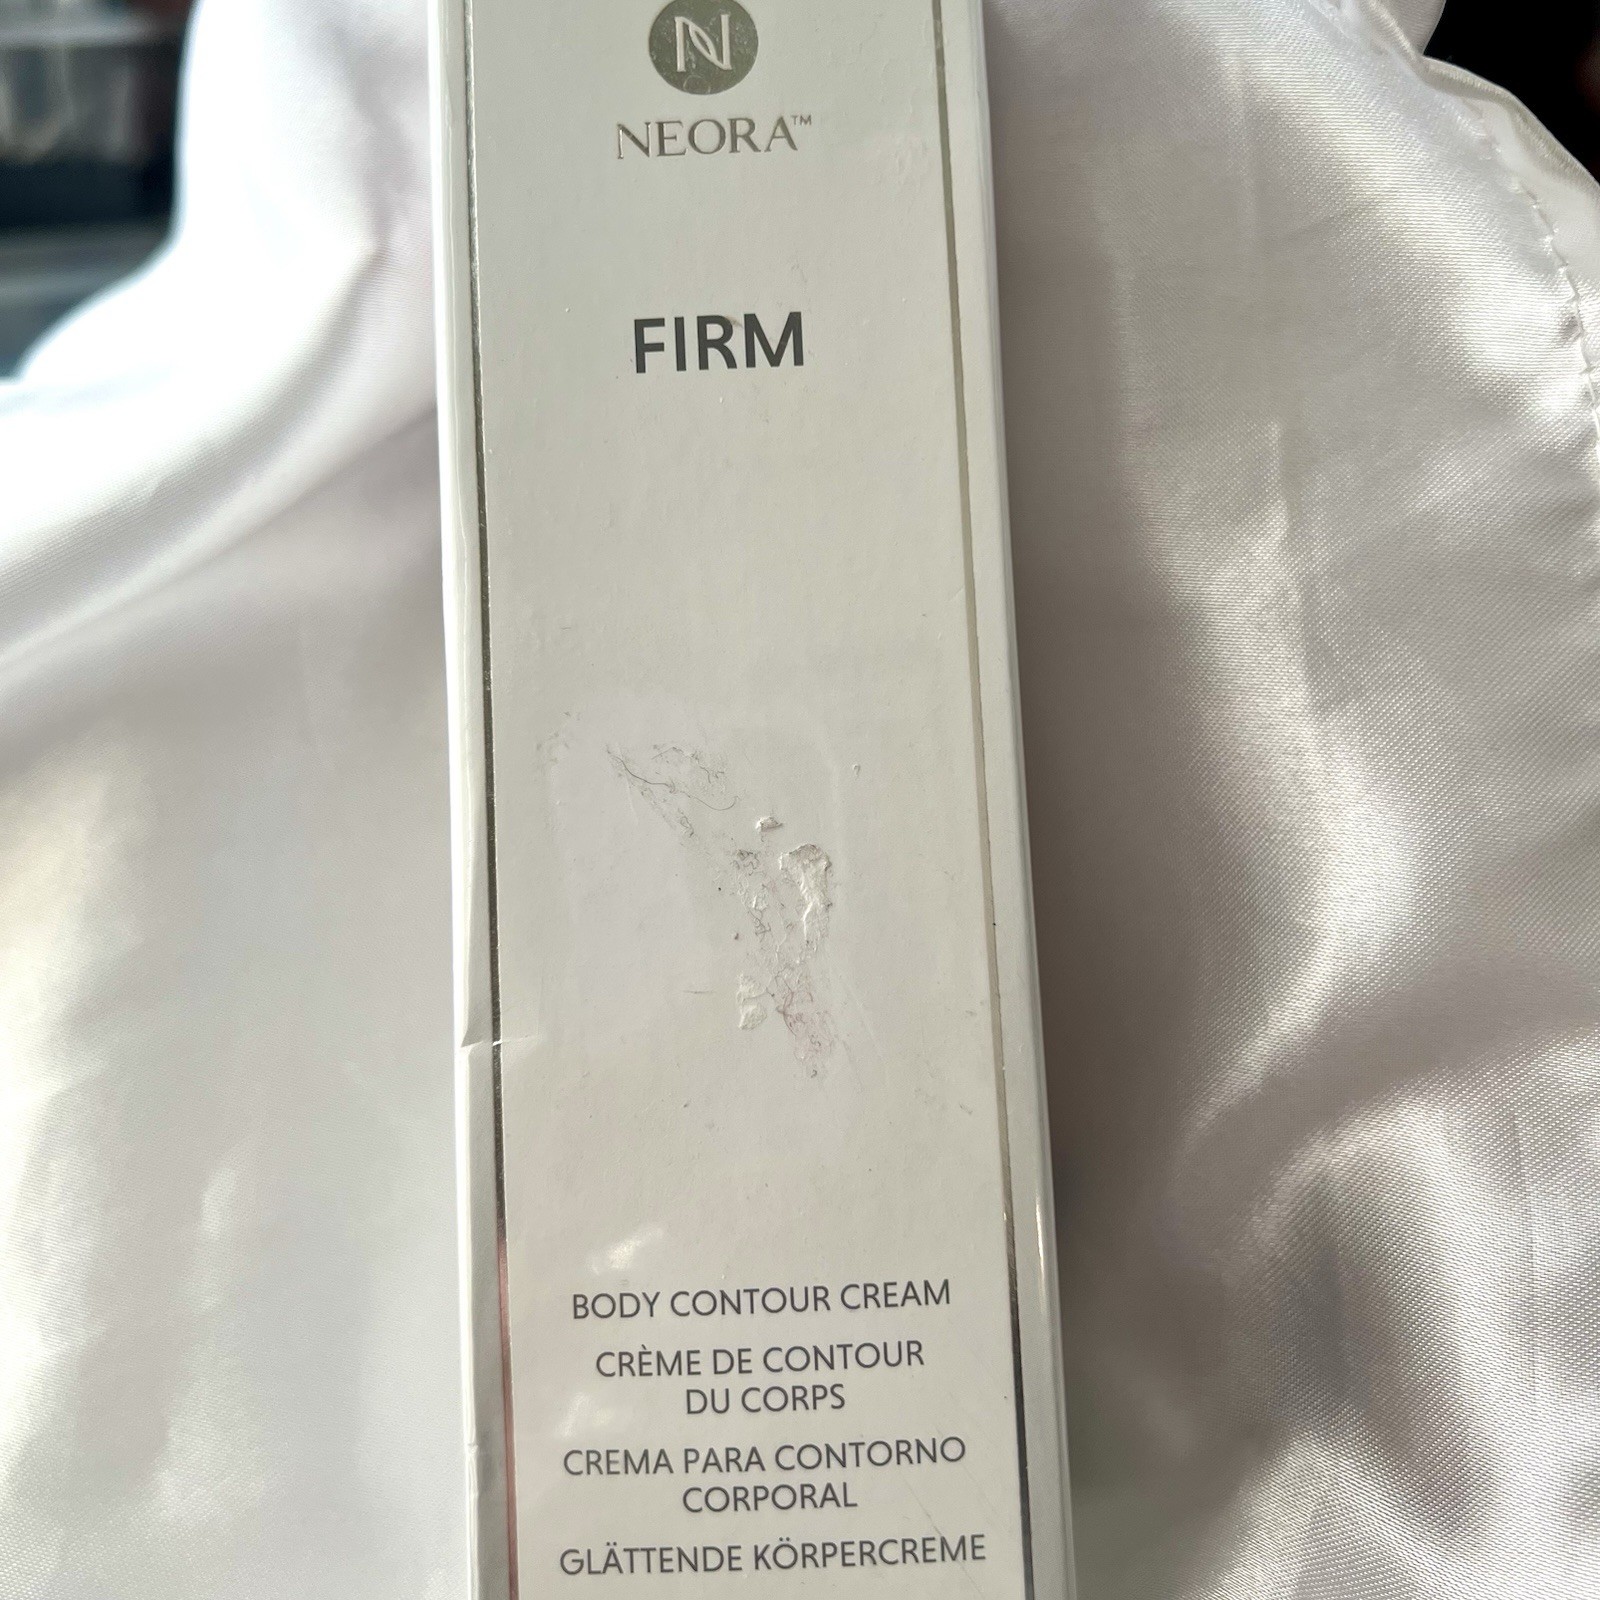 N
NEORA™
FIRM
BODY CONTOUR CREAM
CRÈME DE CONTOUR
DU CORPS
CREMA PARA CONTORNO
CORPORAL
GLÄTTENDE KÖRPERCREME